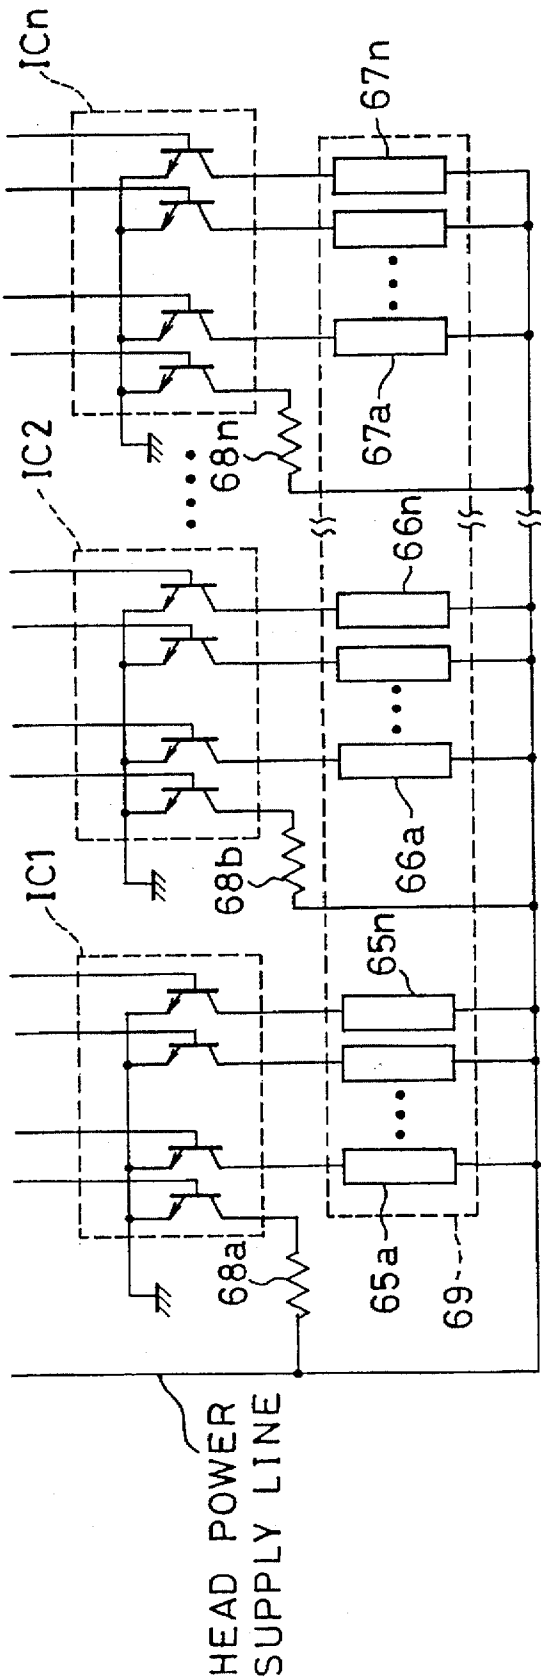 IC1
IC2
ICn
68a
68b
68n
65a
65n
66a
66n
67a
67n
69
HEAD POWER
SUPPLY LINE